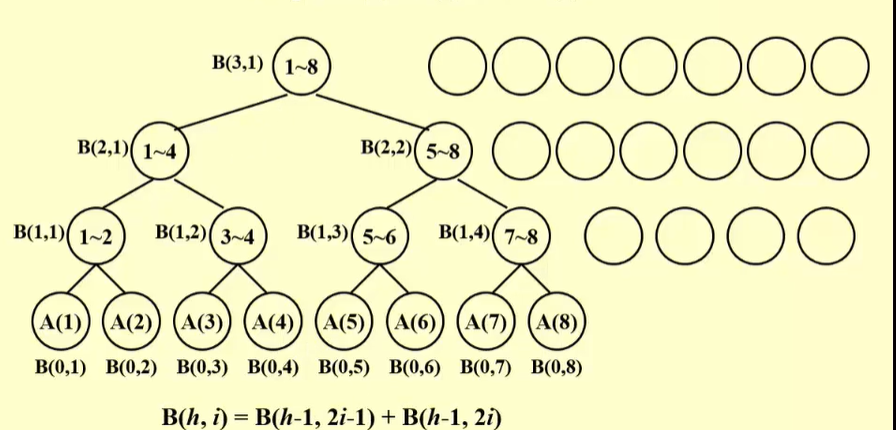 B(3,1) 1~8
B(2,1) 1~4 B(2,2) 5~8
B(1,1) 1~2 B(1,2) 3~4 B(1,3) 5~6 B(1,4) 7~8
A(1) A(2) A(3) A(4) A(5) A(6) A(7) A(8)
B(0,1) B(0,2) B(0,3) B(0,4) B(0,5) B(0,6) B(0,7) B(0,8)
B(h, i) = B(h-1, 2i-1) + B(h-1, 2i)